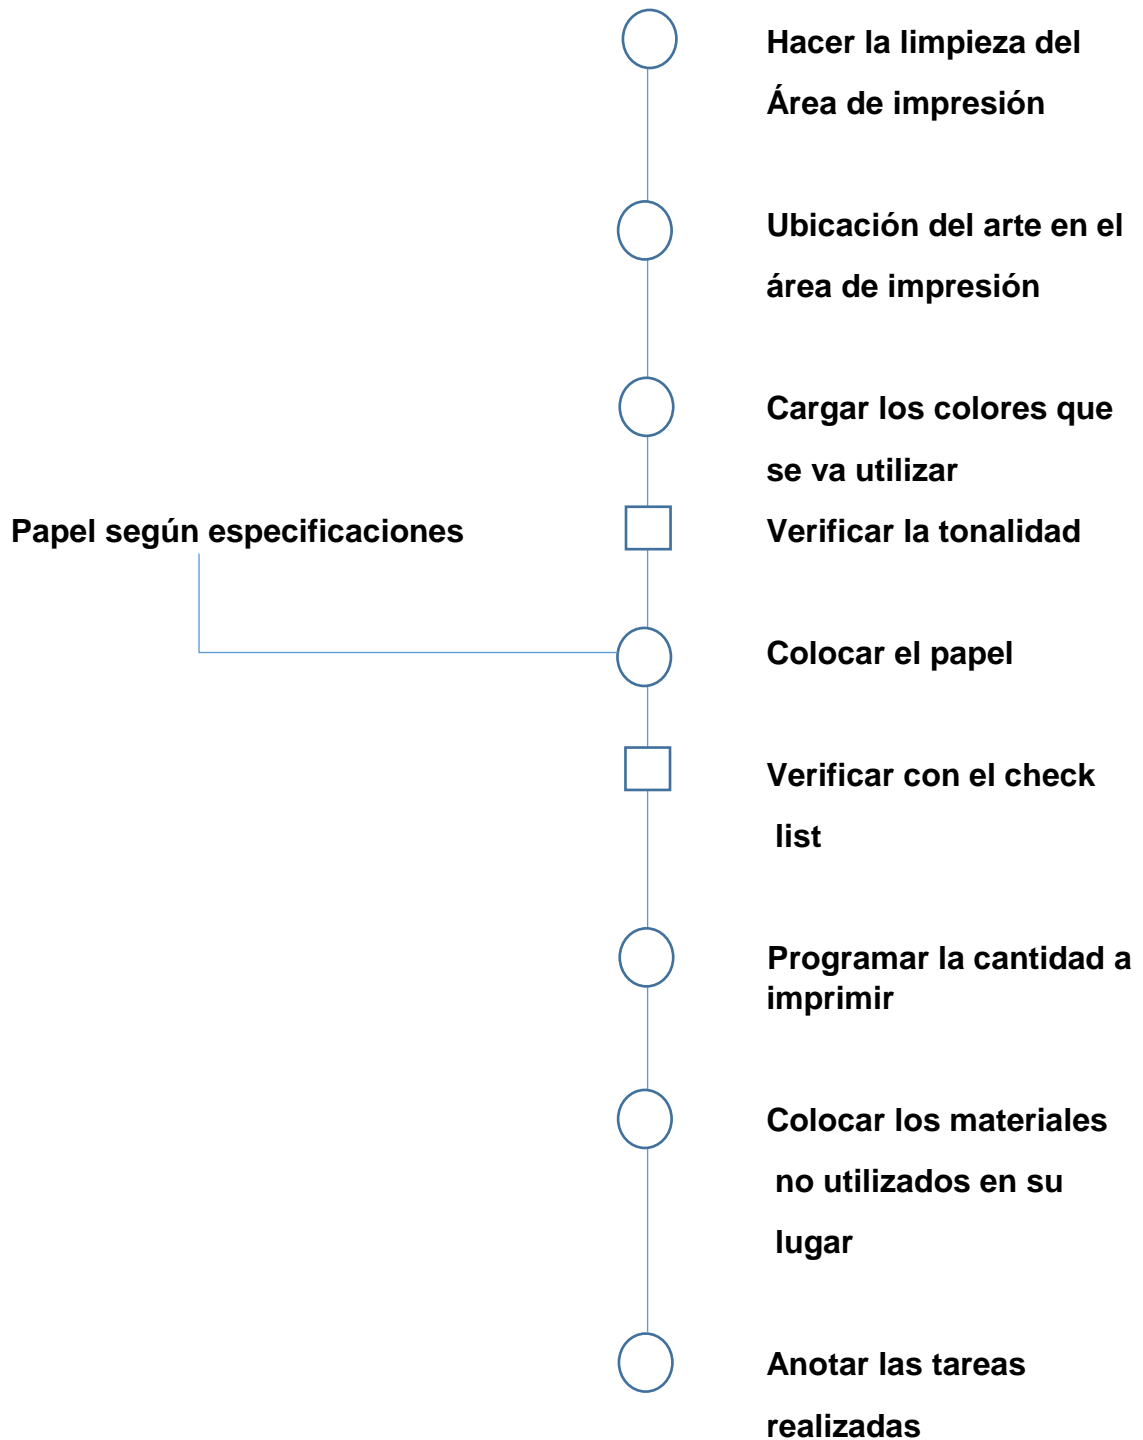 Hacer la limpieza del
Área de impresión
Ubicación del arte en el
área de impresión
Cargar los colores que
se va utilizar
Papel según especificaciones
Verificar la tonalidad
Colocar el papel
Verificar con el check
list
Programar la cantidad a
imprimir
Colocar los materiales
no utilizados en su
lugar
Anotar las tareas
realizadas